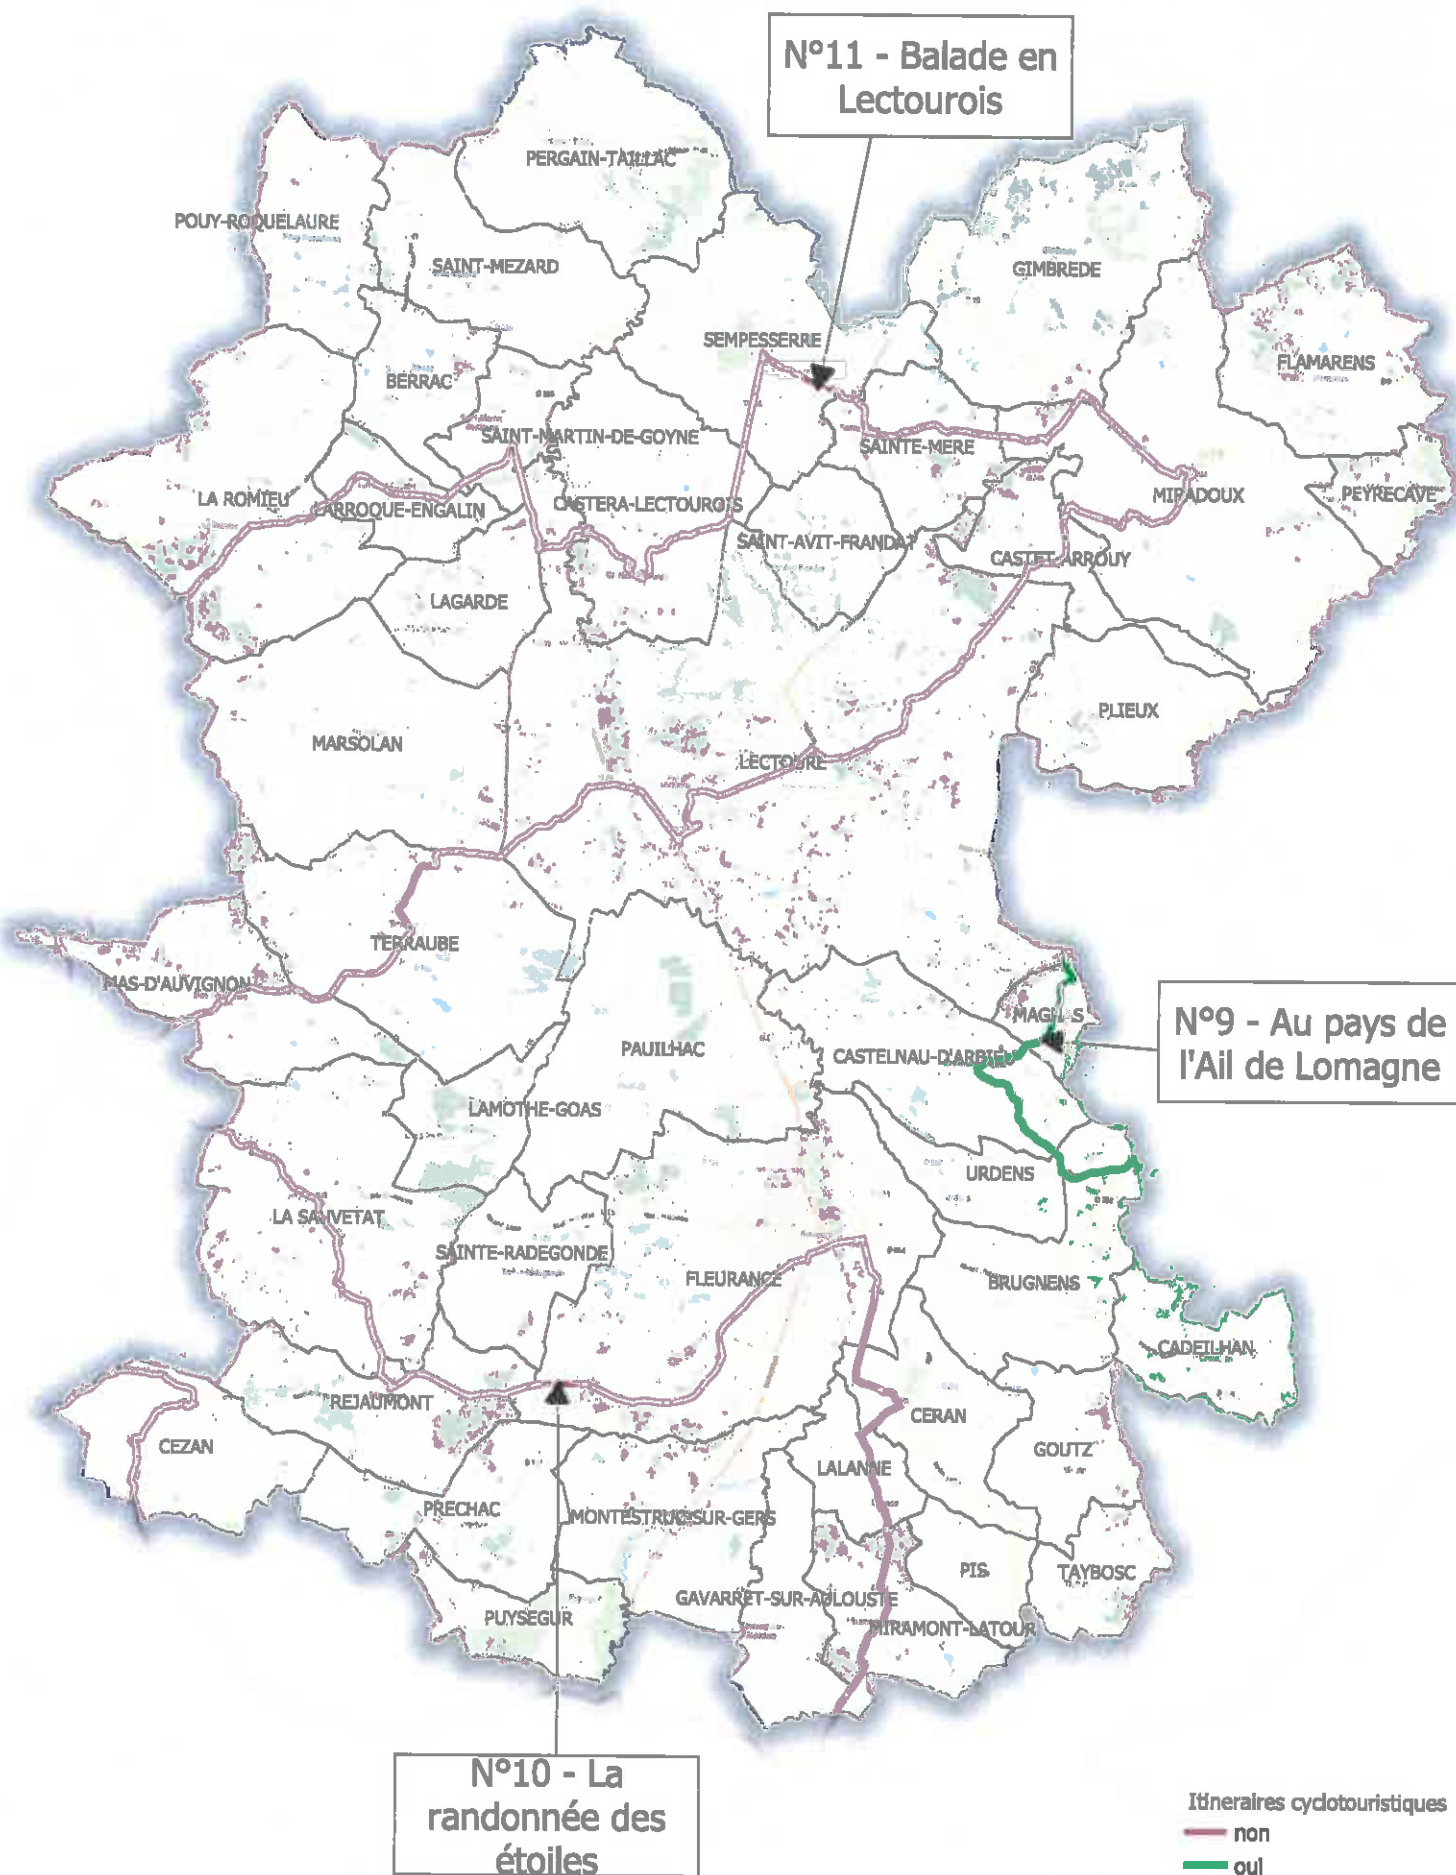 N°11 - Balade en
Lectourois
PERGAIN-TAILLAC
POUY-ROQUELAURE
SAINT-MEZARD
GIMBREDE
SEMPESSERRE
FLAMARENS
BERRAC
SAINT-MARTIN-DE-GOYNE
SAINTE-MERE
LA ROMIEU
LARROQUE-ENGALIN
CASTERA-LECTOUROIS
MIRADOUX
PEYRECAVE
SAINT-AVIT-FRANDAT
CASTET-ARROUY
LAGARDE
PLIEUX
MARSOLAN
LECTOURE
TERRAUBE
MAS-D'AUVIGNON
MAGNAS
N°9 - Au pays de
l'Ail de Lomagne
PAUILHAC
CASTELNAU-D'ARBIEU
LAMOTHE-GOAS
URDENS
LA SAUVETAT
SAINTE-RADEGONDE
FLEURANCE
BRUGNENS
CADEILHAN
REJAUMONT
CERAN
CEZAN
GOUTZ
LALANNE
PRECHAC
MONTESTRUC-SUR-GERS
PIS
TAYBOSC
GAVARRET-SUR-AULOUSTE
PUYSEGUR
MIRAMONT-LATOUR
N°10 - La
randonnée des
étoiles
Itineraires cyclotouristiques
non
oui